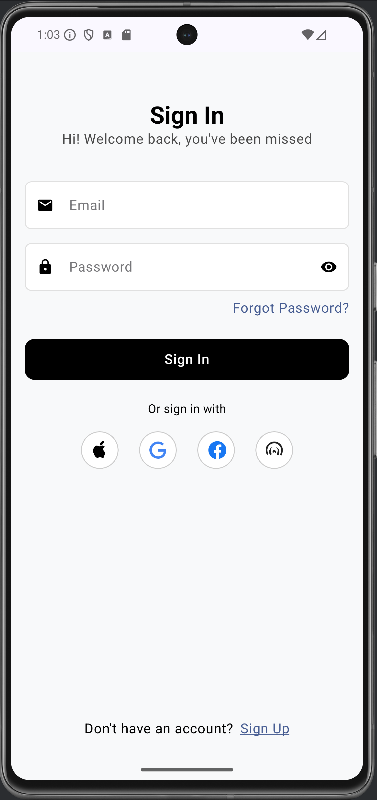 1:03
Sign In
Hi! Welcome back, you've been missed
Email
Password
Forgot Password?
Sign In
Or sign in with
Don't have an account? Sign Up